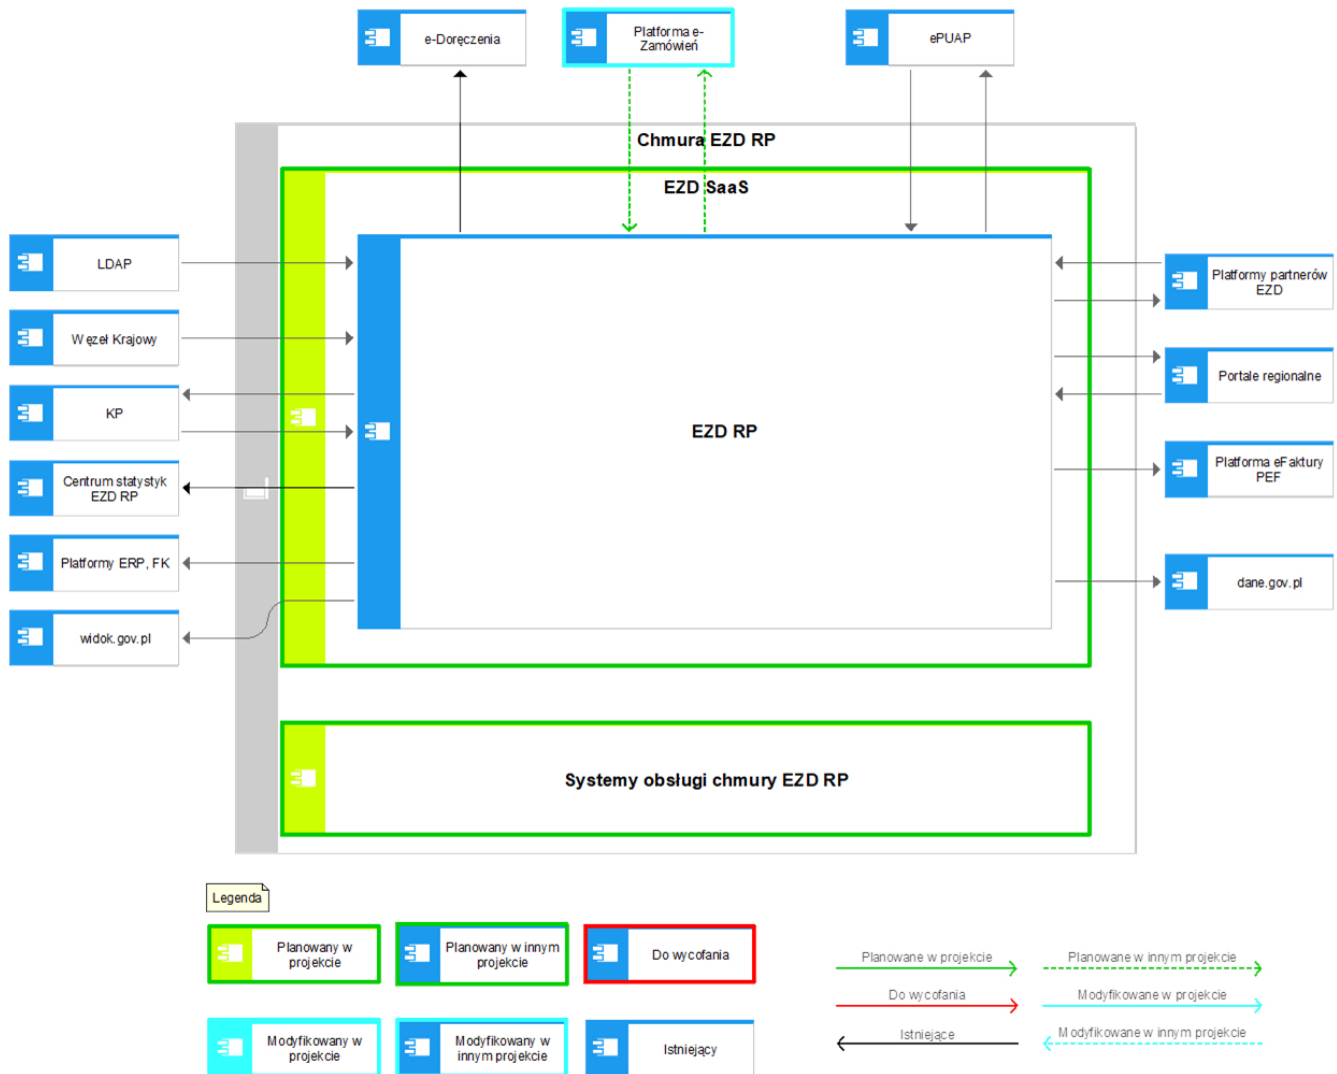 e-Doręczenia
Platforma e-
Zamówień
ePUAP
Chmura EZD RP
EZD SaaS
LDAP
Węzeł Krajowy
KP
Centrum statystyk
EZD RP
Platformy ERP, FK
widok.gov.pl
EZD RP
Platformy partnerów
EZD
Portale regionalne
Platforma eFaktury
PEF
dane.gov.pl
Systemy obsługi chmury EZD RP
Legenda
Planowany w
projekcie
Planowany w innym
projekcie
Do wycofania
Modyfikowany w
projekcie
Modyfikowany w
innym projekcie
Istniejący
Planowane w projekcie
Planowane w innym projekcie
Do wycofania
Modyfikowane w projekcie
Istniejące
Modyfikowane w innym projekcie